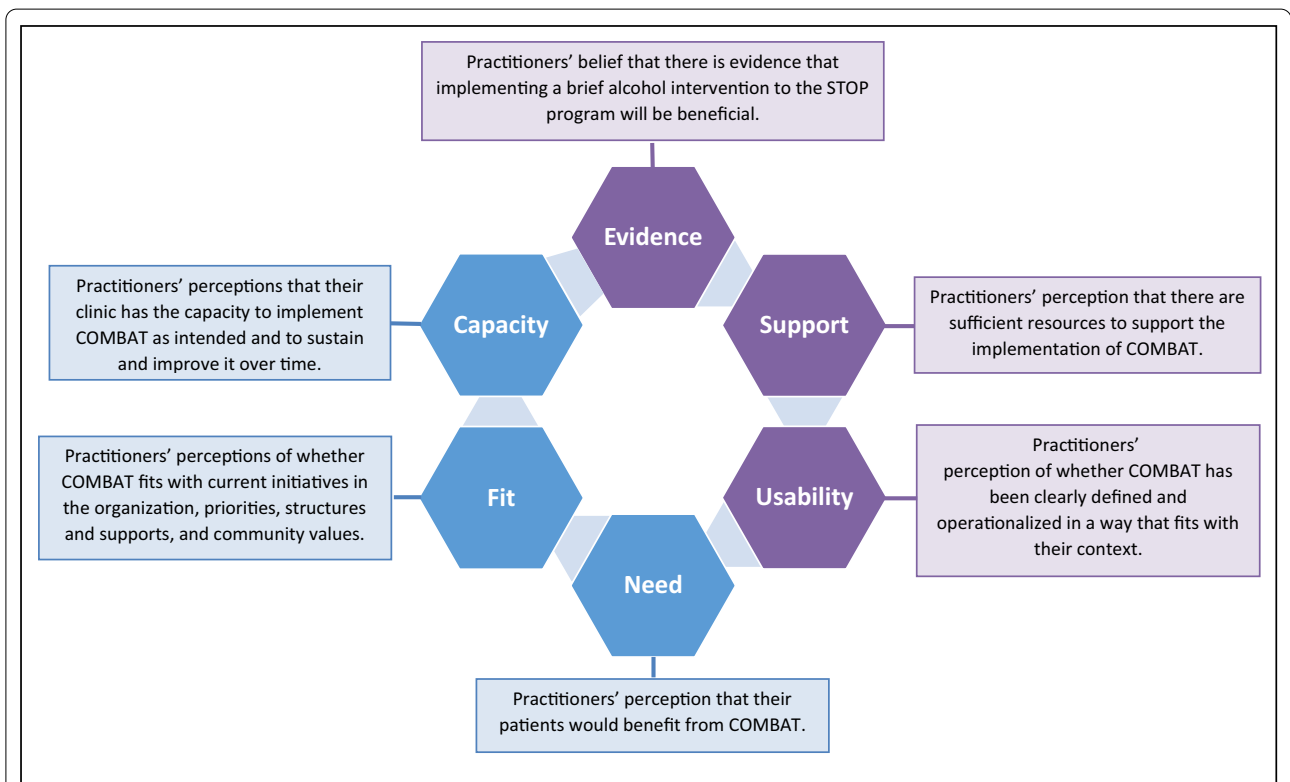 Practitioners’ belief that there is evidence that
implementing a brief alcohol intervention to the STOP
program will be beneficial.
Evidence
Practitioners’ perceptions that their
clinic has the capacity to implement
COMBAT as intended and to sustain
and improve it over time.
Capacity
Support
Practitioners’ perception that there are
sufficient resources to support the
implementation of COMBAT.
Practitioners’ perceptions of whether
COMBAT fits with current initiatives in
the organization, priorities, structures
and supports, and community values.
Fit
Usability
Practitioners’
perception of whether COMBAT has
been clearly defined and
operationalized in a way that fits with
their context.
Need
Practitioners’ perception that their
patients would benefit from COMBAT.